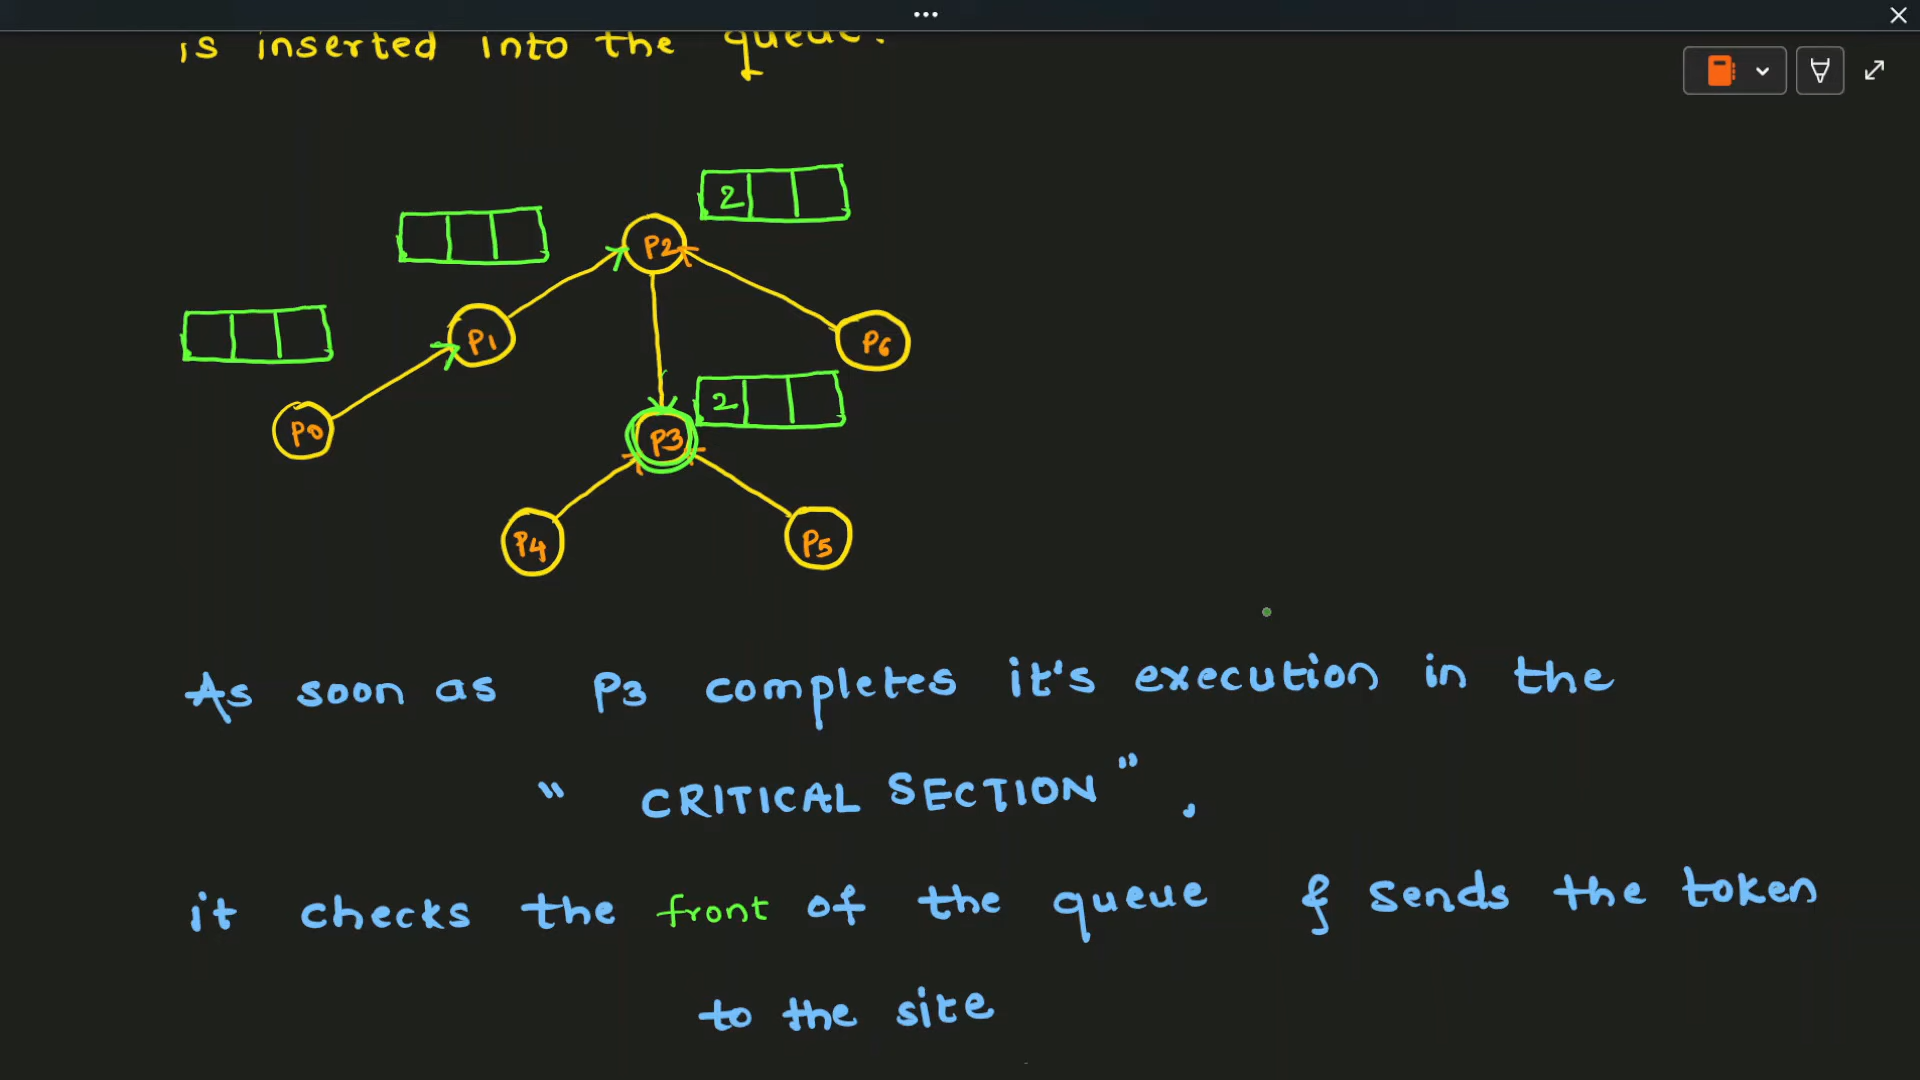 is inserted into the queue.
2
P2
P1
P6
2
P0
P3
P4
P5
As soon as P3 completes it's execution in the
" CRITICAL SECTION " .
it checks the front of the queue & sends the token
to the site